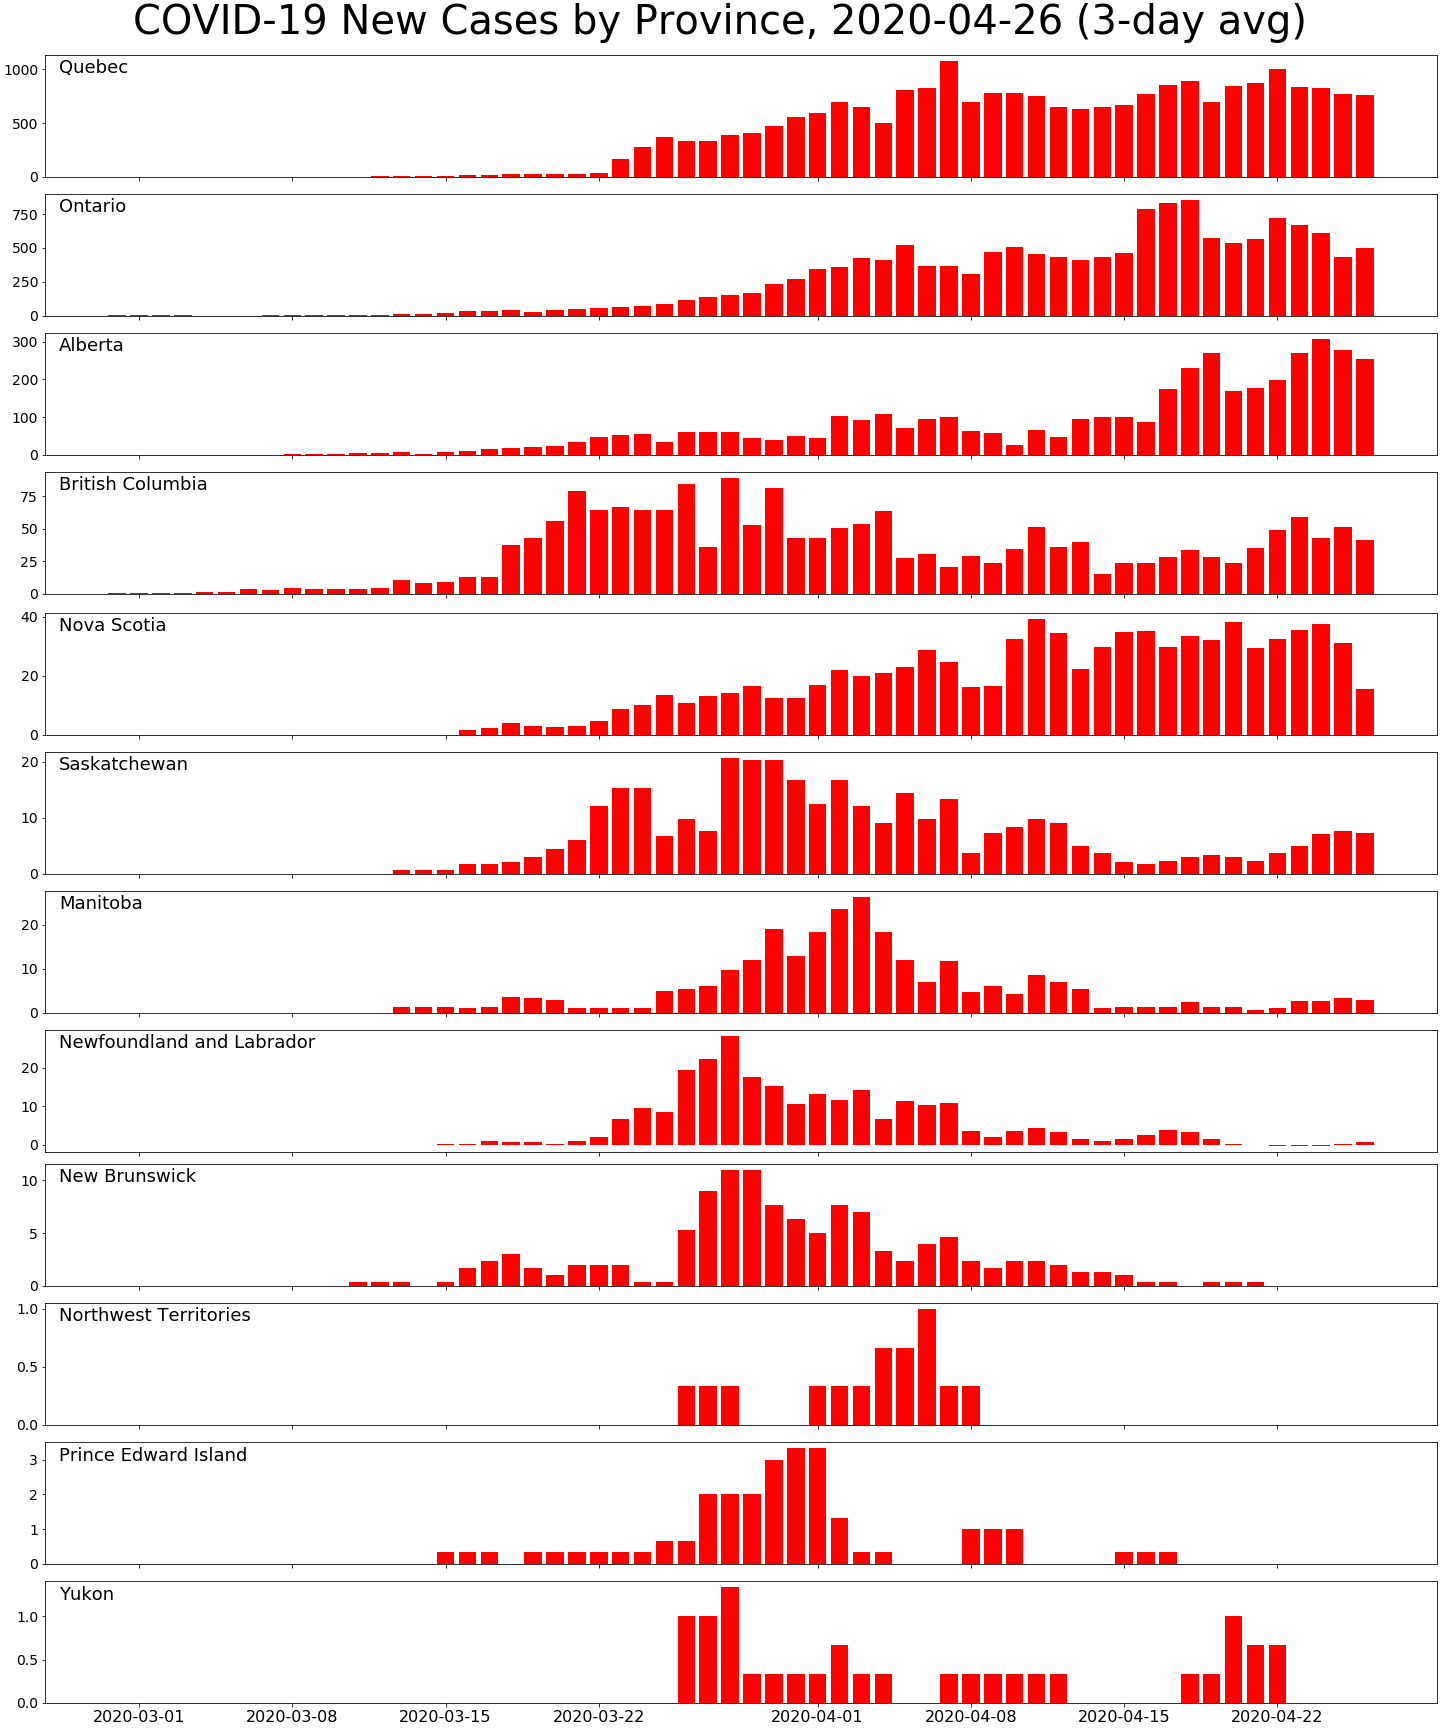 COVID-19 New Cases by Province, 2020-04-26 (3-day avg)
Quebec
1000
500
0
Ontario
750
500
250
0
Alberta
300
200
100
0
British Columbia
75
50
25
0
Nova Scotia
40
20
0
Saskatchewan
20
10
0
Manitoba
20
10
0
Newfoundland and Labrador
20
10
0
New Brunswick
10
5
0
Northwest Territories
1.0
0.5
0.0
Prince Edward Island
3
2
1
0
Yukon
1.0
0.5
0.0
2020-03-01 2020-03-08 2020-03-15 2020-03-22 2020-04-01 2020-04-08 2020-04-15 2020-04-22